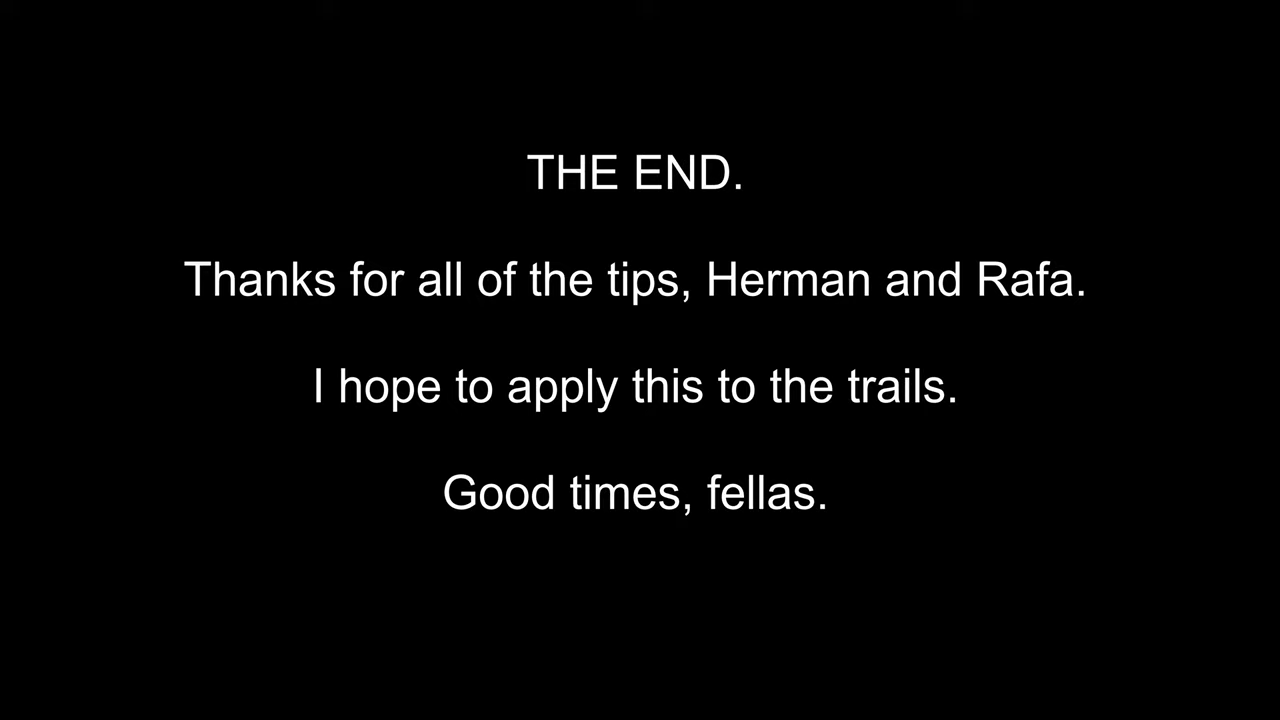 THE END.
Thanks for all of the tips, Herman and Rafa.
I hope to apply this to the trails.
Good times, fellas.